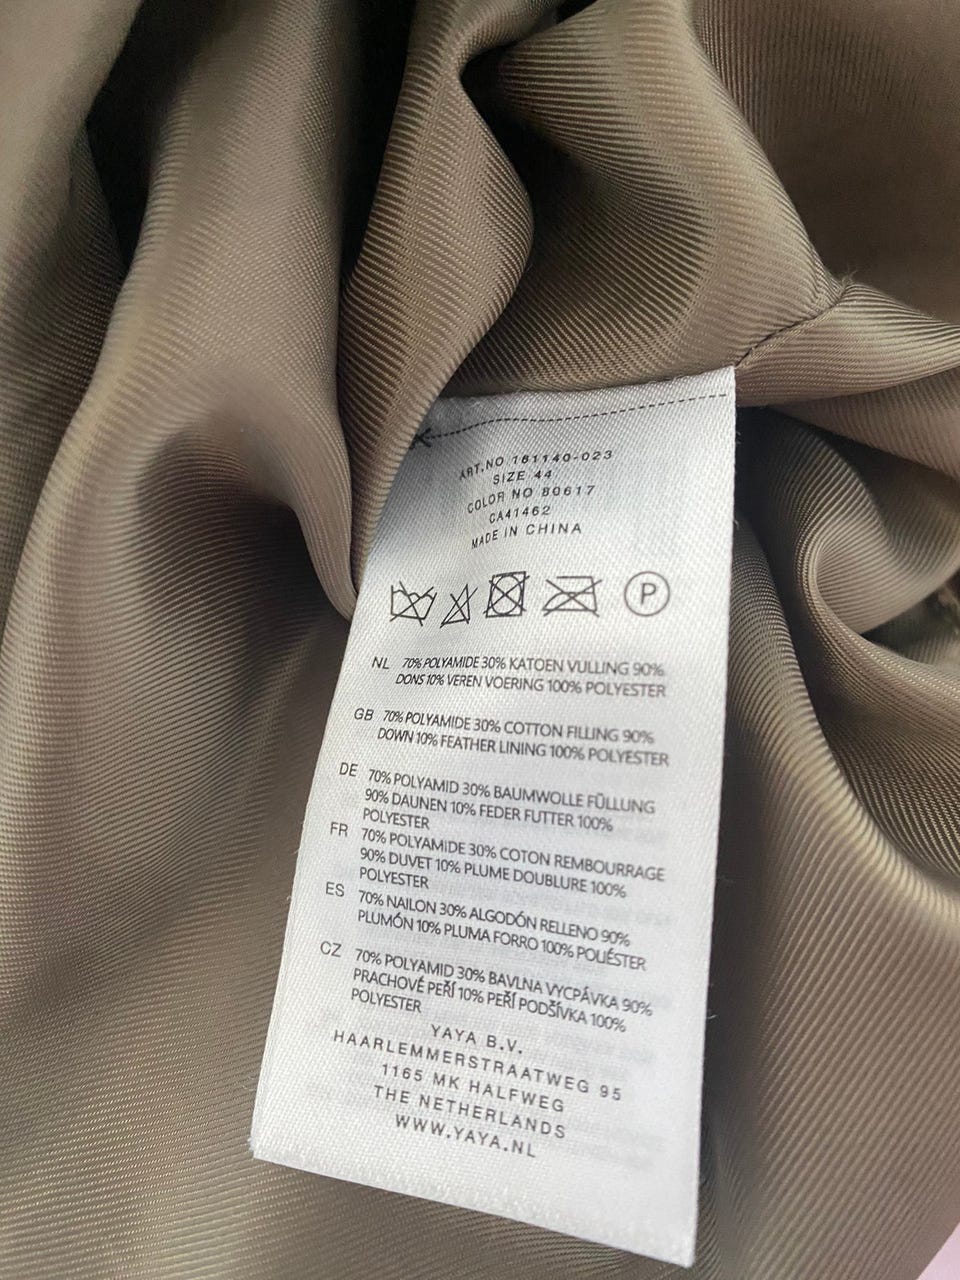 ART.NO 161140-023
SIZE 44
COLOR NO 80617
CA41462
MADE IN CHINA
P
NL 70% POLYAMIDE 30% KATOEN VULLING 90%
DONS 10% VEREN VOERING 100% POLYESTER
GB 70% POLYAMIDE 30% COTTON FILLING 90%
DOWN 10% FEATHER LINING 100% POLYESTER
DE 70% POLYAMID 30% BAUMWOLLE FÜLLUNG
90% DAUNEN 10% FEDER FUTTER 100%
POLYESTER
FR 70% POLYAMIDE 30% COTON REMBOURRAGE
90% DUVET 10% PLUME DOUBLURE 100%
POLYESTER
ES 70% NAILON 30% ALGODÓN RELLENO 90%
PLUMÓN 10% PLUMA FORRO 100% POLIÉSTER
CZ 70% POLYAMID 30% BAVLNA VYCPÁVKA 90%
PRACHOVÉ PEŘÍ 10% PEŘÍ PODŠÍVKA 100%
POLYESTER
YAYA B.V.
HAARLEMMERSTRAATWEG 95
1165 MK HALFWEG
THE NETHERLANDS
WWW.YAYA.NL